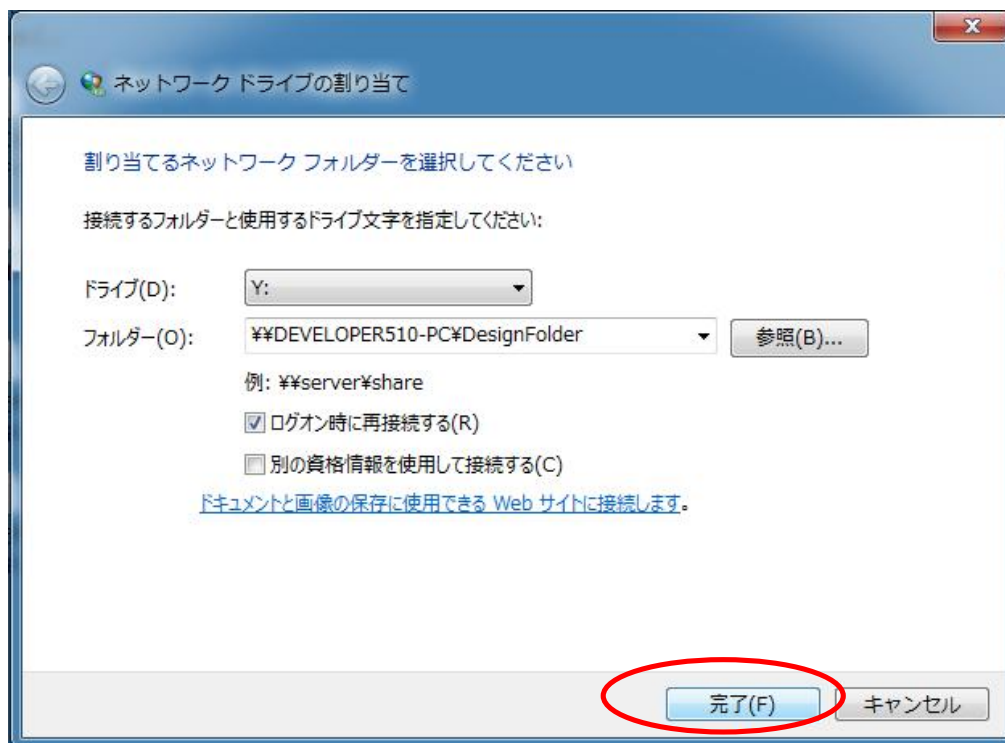 ネットワーク ドライブの割り当て
割り当てるネットワーク フォルダーを選択してください
接続するフォルダーと使用するドライブ文字を指定してください:
ドライブ(D): Y:
フォルダー(O): ¥¥DEVELOPER510-PC¥DesignFolder 参照(B)...
例: ¥¥server¥share
ログオン時に再接続する(R)
別の資格情報を使用して接続する(C)
ドキュメントと画像の保存に使用できる Web サイトに接続します。
完了(F) キャンセル